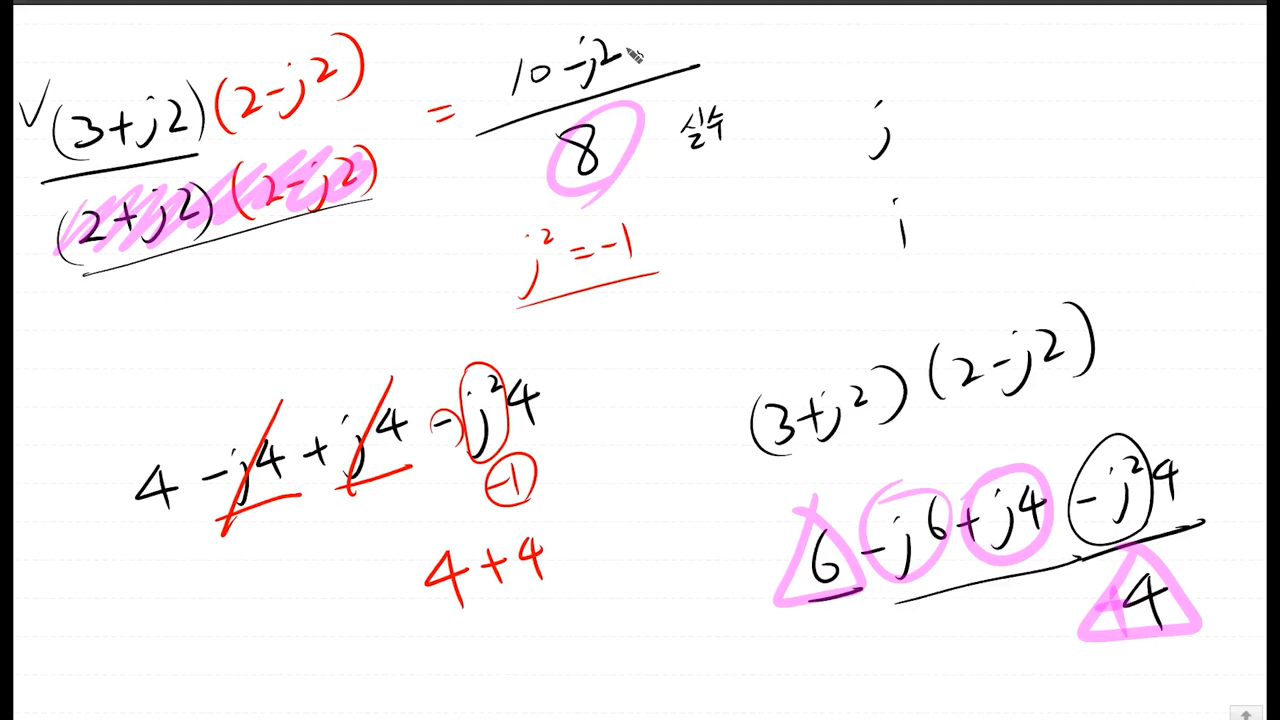 √(3+j2)(2-j2) = 10-j2
(2+j2)(2-j2) 8 실수 j
j² = -1 i
(3+j2)(2-j2)
4 -j4 + j4 - j²4
-1
6 -j6 + j4 -j²4
4+4
+4